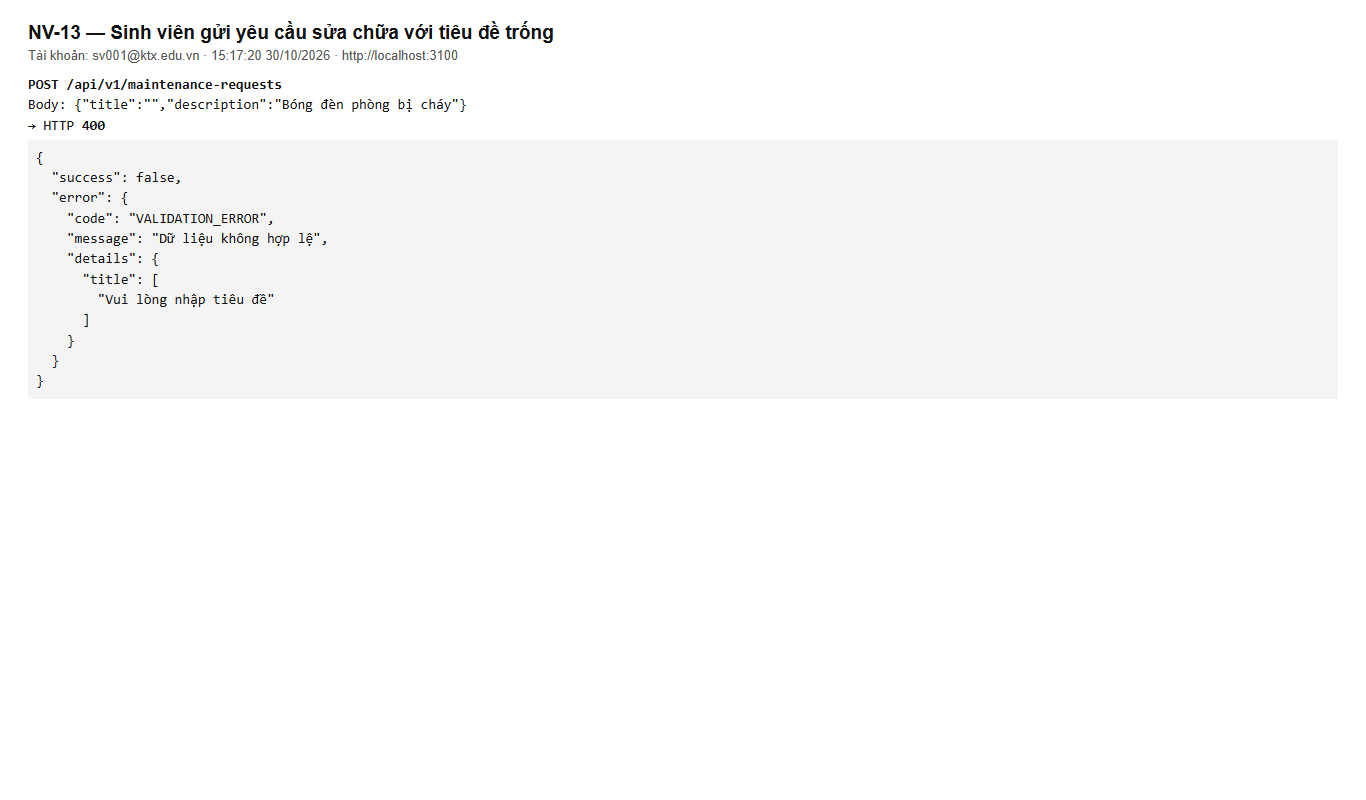 NV-13 — Sinh viên gửi yêu cầu sửa chữa với tiêu đề trống
Tài khoản: sv001@ktx.edu.vn · 15:17:20 30/10/2026 · http://localhost:3100
POST /api/v1/maintenance-requests
Body: {"title":"","description":"Bóng đèn phòng bị cháy"}
→ HTTP 400
{
  "success": false,
  "error": {
    "code": "VALIDATION_ERROR",
    "message": "Dữ liệu không hợp lệ",
    "details": {
      "title": [
        "Vui lòng nhập tiêu đề"
      ]
    }
  }
}